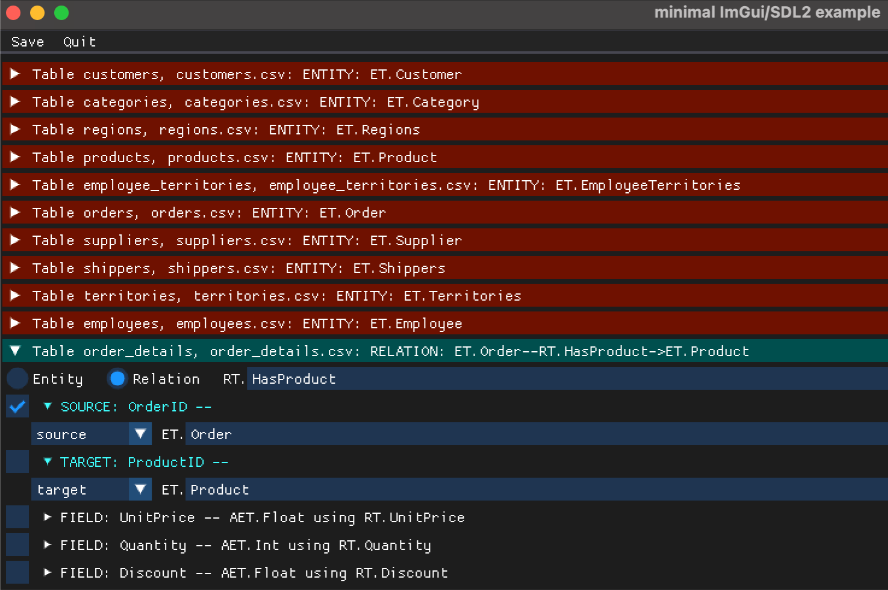 minimal ImGui/SDL2 example
Save Quit
Table customers, customers.csv: ENTITY: ET.Customer
Table categories, categories.csv: ENTITY: ET.Category
Table regions, regions.csv: ENTITY: ET.Regions
Table products, products.csv: ENTITY: ET.Product
Table employee_territories, employee_territories.csv: ENTITY: ET.EmployeeTerritories
Table orders, orders.csv: ENTITY: ET.Order
Table suppliers, suppliers.csv: ENTITY: ET.Supplier
Table shippers, shippers.csv: ENTITY: ET.Shippers
Table territories, territories.csv: ENTITY: ET.Territories
Table employees, employees.csv: ENTITY: ET.Employee
Table order_details, order_details.csv: RELATION: ET.Order--RT.HasProduct->ET.Product
Entity Relation RT. HasProduct
SOURCE: OrderID --
source ET. Order
TARGET: ProductID --
target ET. Product
FIELD: UnitPrice -- AET.Float using RT.UnitPrice
FIELD: Quantity -- AET.Int using RT.Quantity
FIELD: Discount -- AET.Float using RT.Discount